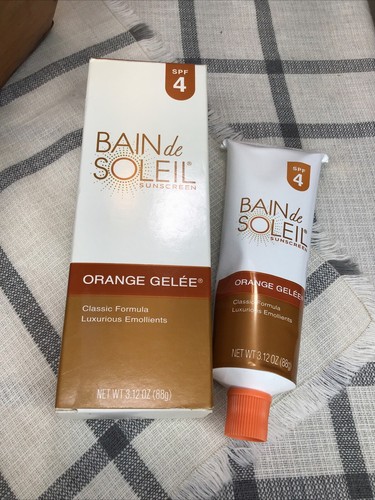 SPF
4
BAIN de
SOLEIL®
SUNSCREEN
ORANGE GELÉE®
Classic Formula
Luxurious Emollients
NET WT 3.12 OZ (88g)
SPF
4
BAIN de
SOLEIL®
SUNSCREEN
ORANGE GELÉE
Classic Formula
Luxurious Emollients
NET WT 3.12 OZ (88g)